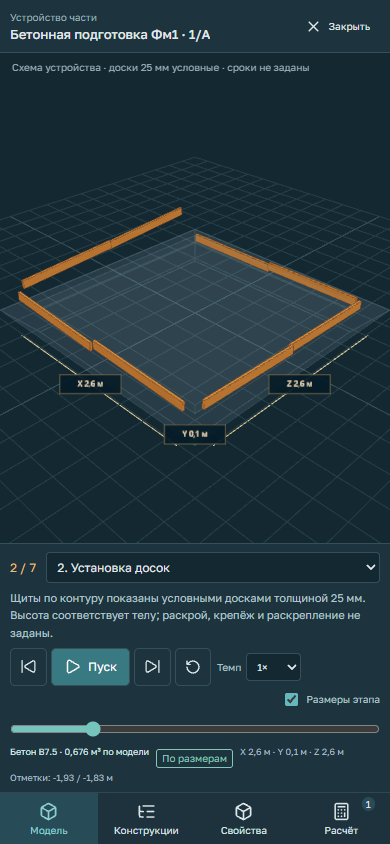 Устройство части
Бетонная подготовка Фм1 · 1/А
Закрыть
Схема устройства · доски 25 мм условные · сроки не заданы
X 2,6 м
Z 2,6 м
Y 0,1 м
2 / 7
2. Установка досок
Щиты по контуру показаны условными досками толщиной 25 мм.
Высота соответствует телу; раскрой, крепёж и раскрепление не
заданы.
Пуск
Темп
1×
Размеры этапа
Бетон B7.5 · 0,676 м³ по модели
По размерам
X 2,6 м · Y 0,1 м · Z 2,6 м
Отметки: -1,93 / -1,83 м
Модель
Конструкции
Свойства
Расчёт
1